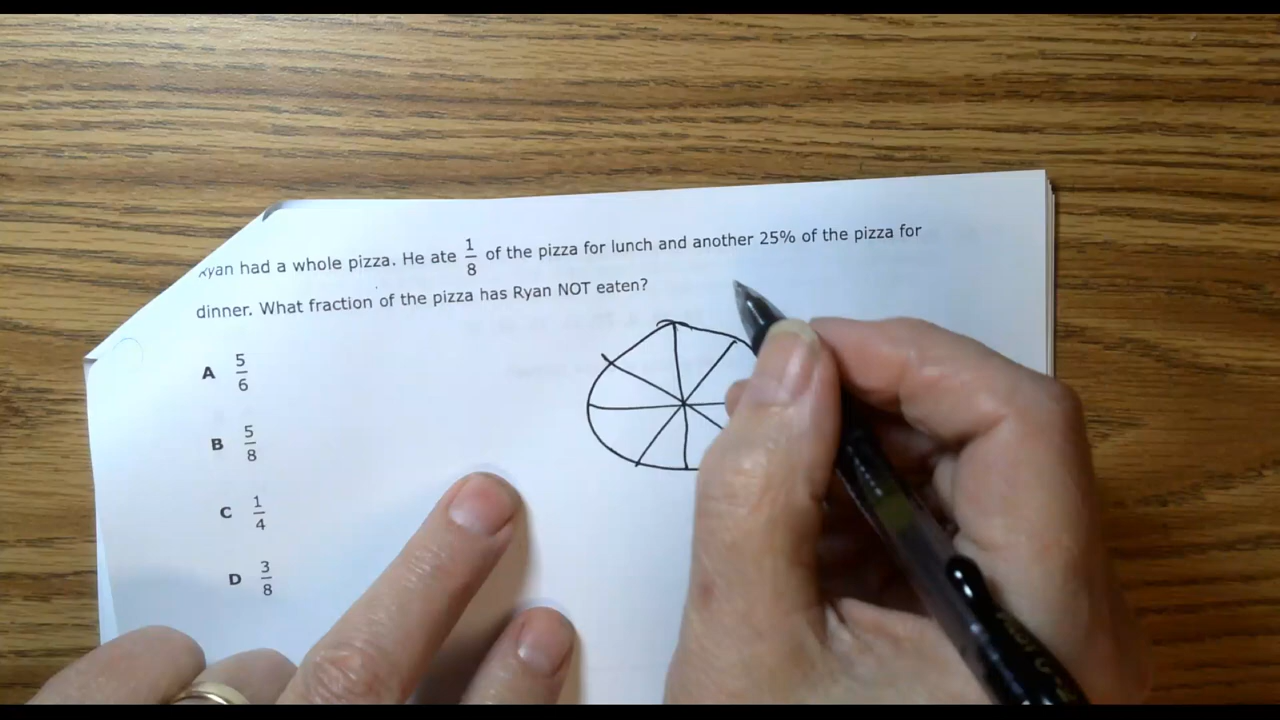 had a whole pizza. He ate 1/8 of the pizza for lunch and another 25% of the pizza for
dinner. What fraction of the pizza has Ryan NOT eaten?
A 5/6
B 5/8
C 1/4
D 3/8